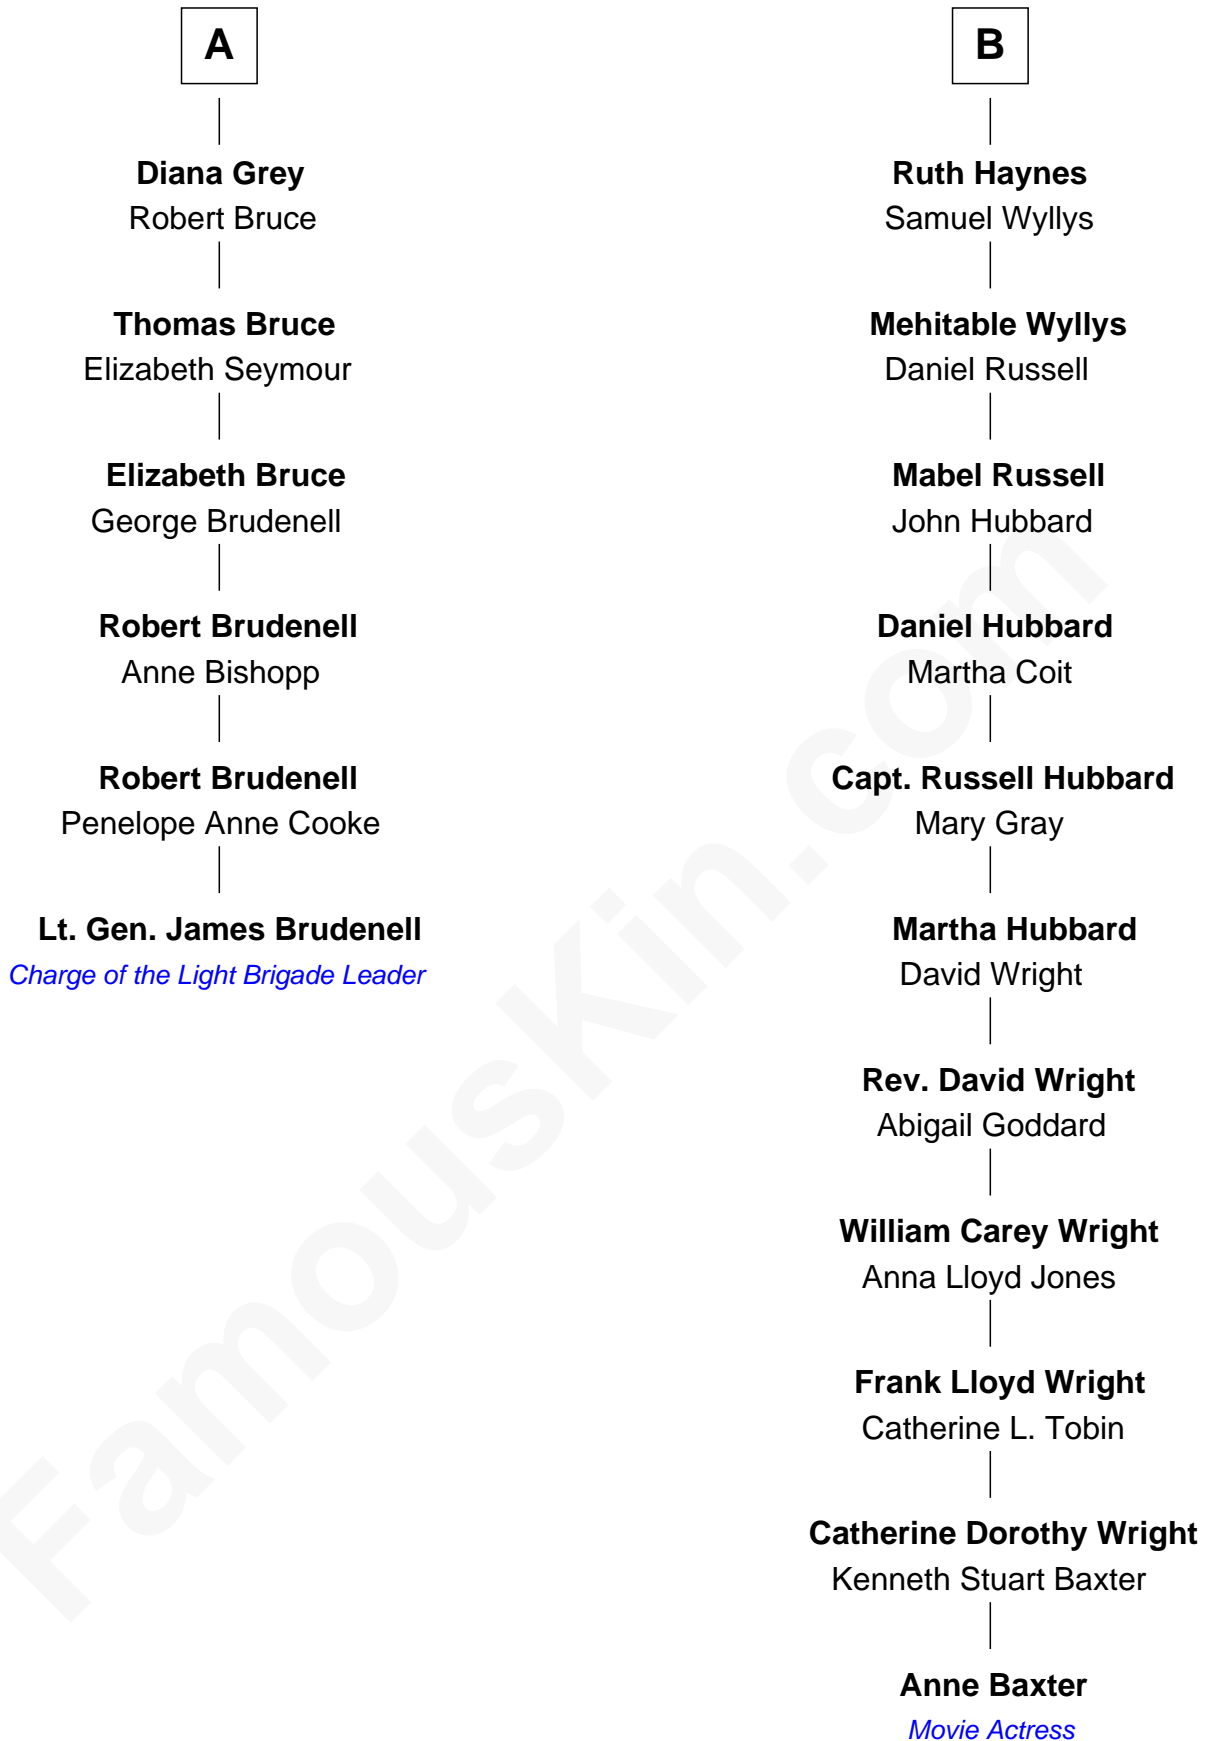 A
Diana Grey
Robert Bruce
Thomas Bruce
Elizabeth Seymour
Elizabeth Bruce
George Brudenell
Robert Brudenell
Anne Bishopp
Robert Brudenell
Penelope Anne Cooke
Lt. Gen. James Brudenell
Charge of the Light Brigade Leader
B
Ruth Haynes
Samuel Wyllys
Mehitable Wyllys
Daniel Russell
Mabel Russell
John Hubbard
Daniel Hubbard
Martha Coit
Capt. Russell Hubbard
Mary Gray
Martha Hubbard
David Wright
Rev. David Wright
Abigail Goddard
William Carey Wright
Anna Lloyd Jones
Frank Lloyd Wright
Catherine L. Tobin
Catherine Dorothy Wright
Kenneth Stuart Baxter
Anne Baxter
Movie Actress
FamousKin.com